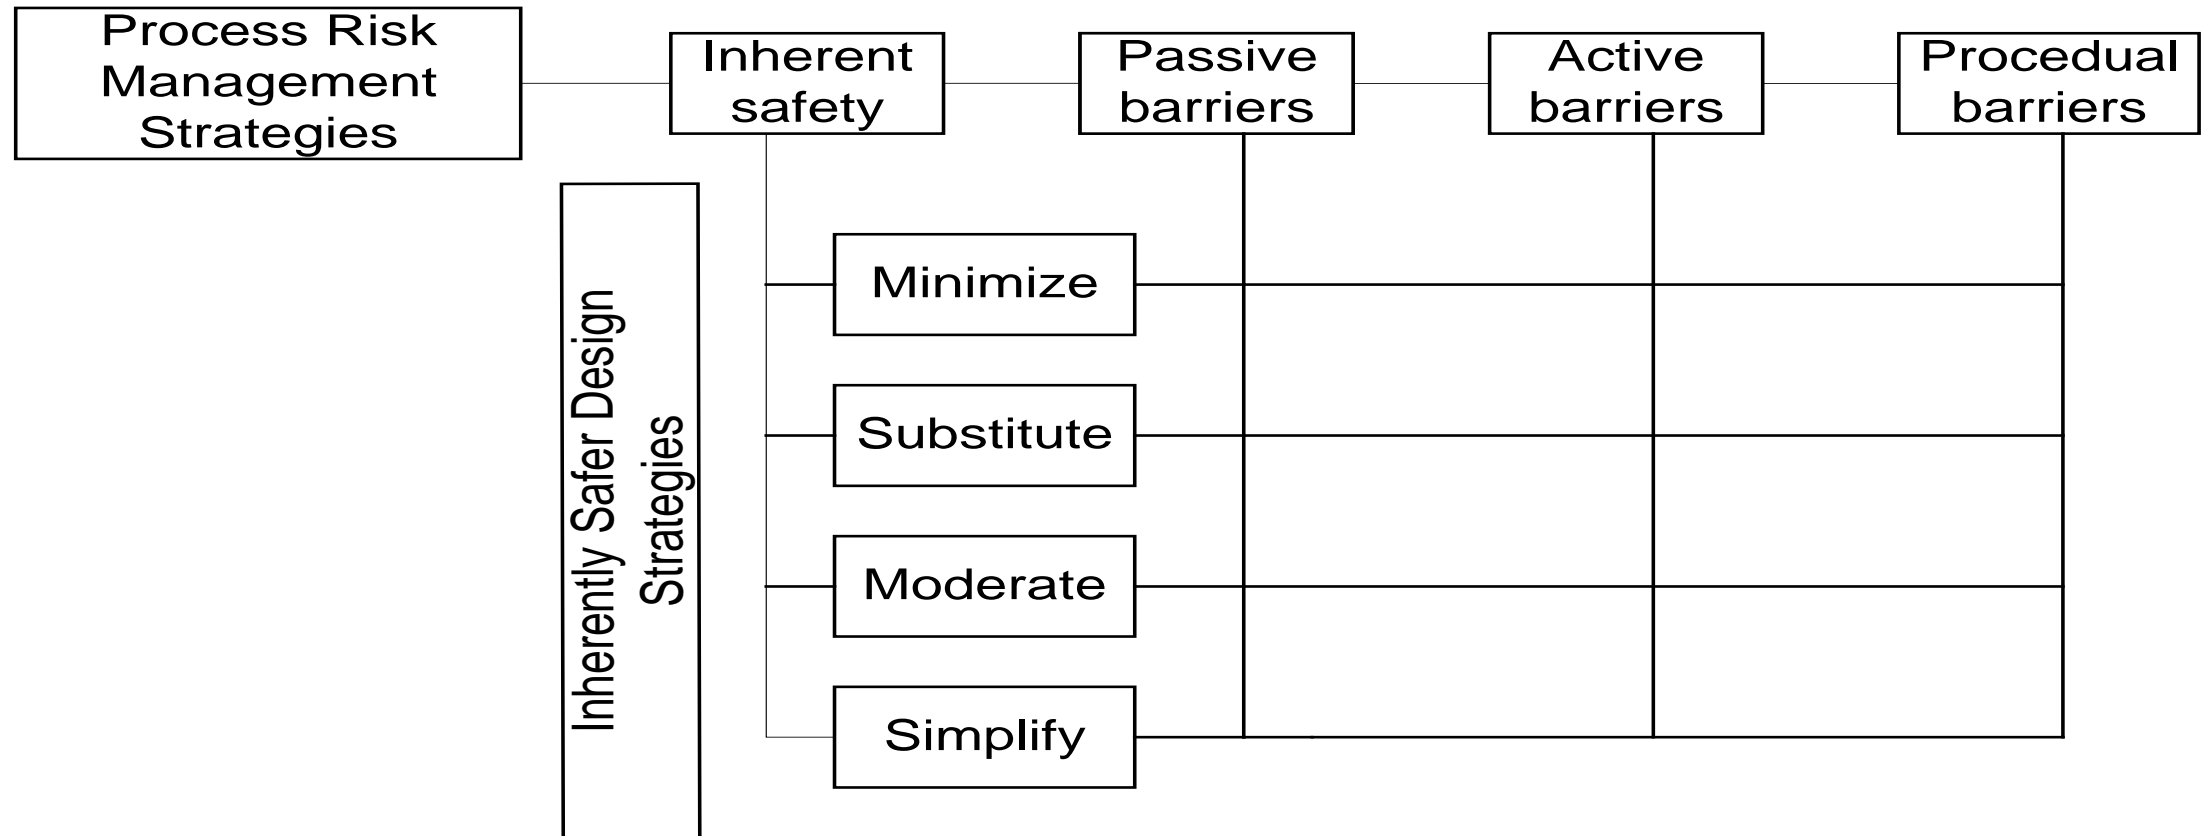 Process Risk
Management
Strategies
Inherent
safety
Passive
barriers
Active
barriers
Procedual
barriers
Inherently Safer Design
Strategies
Minimize
Substitute
Moderate
Simplify